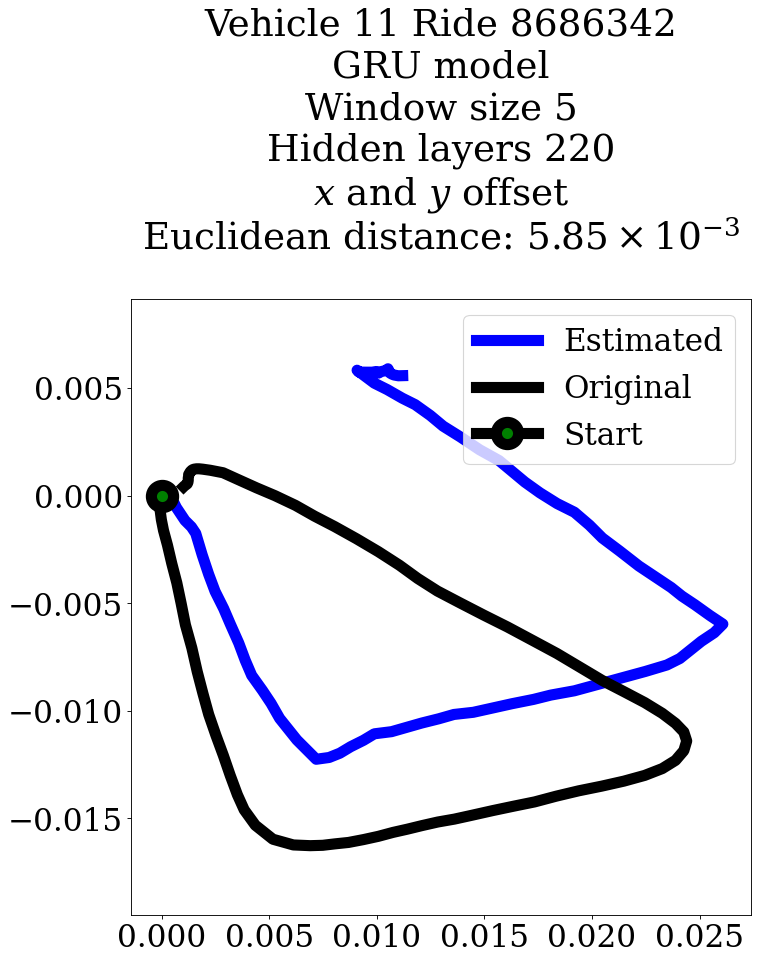 Vehicle 11 Ride 8686342
GRU model
Window size 5
Hidden layers 220
x and y offset
Euclidean distance: 5.85 × 10⁻³
Estimated
Original
Start
0.005
0.000
−0.005
−0.010
−0.015
0.000 0.005 0.010 0.015 0.020 0.025